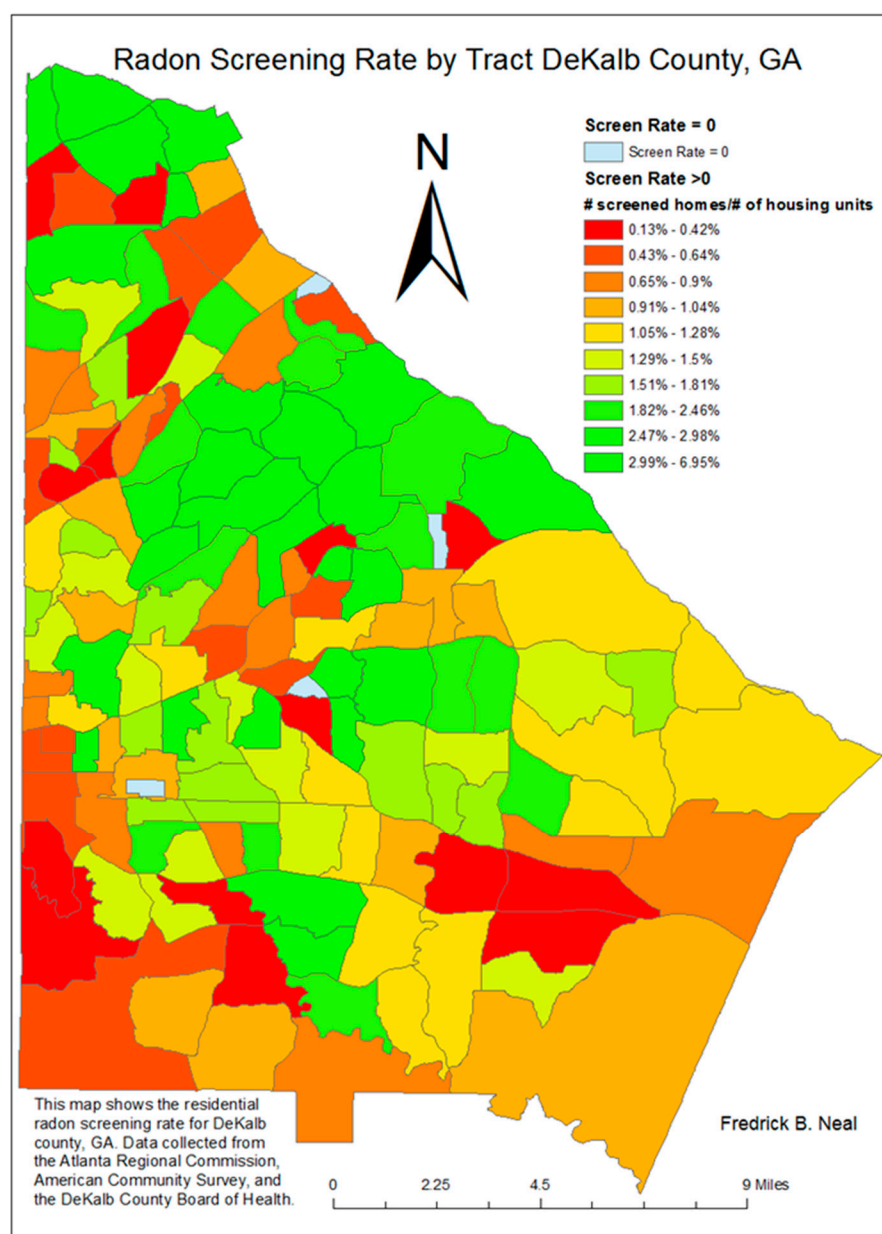 Radon Screening Rate by Tract DeKalb County, GA
N
Screen Rate = 0
Screen Rate = 0
Screen Rate >0
# screened homes/# of housing units
0.13% - 0.42%
0.43% - 0.64%
0.65% - 0.9%
0.91% - 1.04%
1.05% - 1.28%
1.29% - 1.5%
1.51% - 1.81%
1.82% - 2.46%
2.47% - 2.98%
2.99% - 6.95%
This map shows the residential
radon screening rate for DeKalb
county, GA. Data collected from
the Atlanta Regional Commission,
American Community Survey, and
the DeKalb County Board of Health.
Fredrick B. Neal
0 2.25 4.5 9 Miles